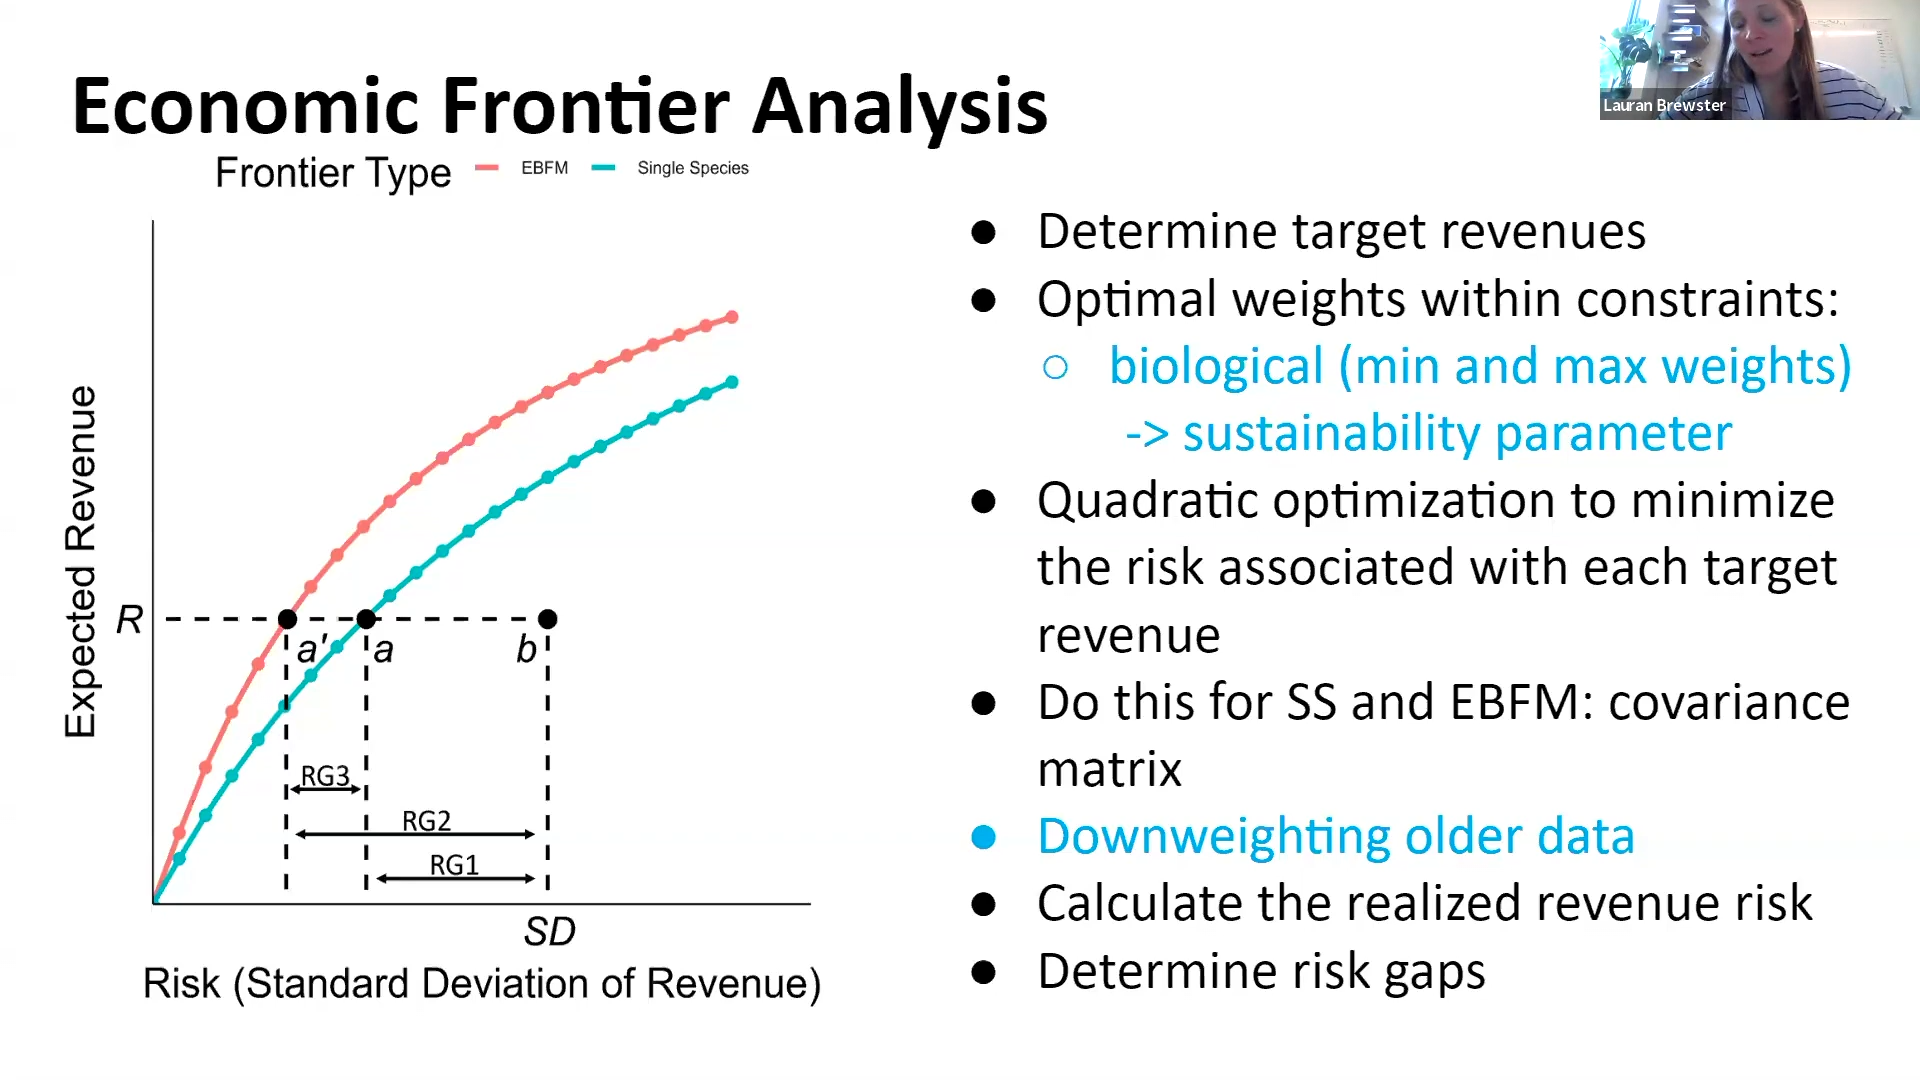 Economic Frontier Analysis
Lauran Brewster
Frontier Type EBFM Single Species
Expected Revenue
R
a′ a b
RG3
RG2
RG1
SD
Risk (Standard Deviation of Revenue)
● Determine target revenues
● Optimal weights within constraints:
○ biological (min and max weights)
-> sustainability parameter
● Quadratic optimization to minimize
the risk associated with each target
revenue
● Do this for SS and EBFM: covariance
matrix
● Downweighting older data
● Calculate the realized revenue risk
● Determine risk gaps